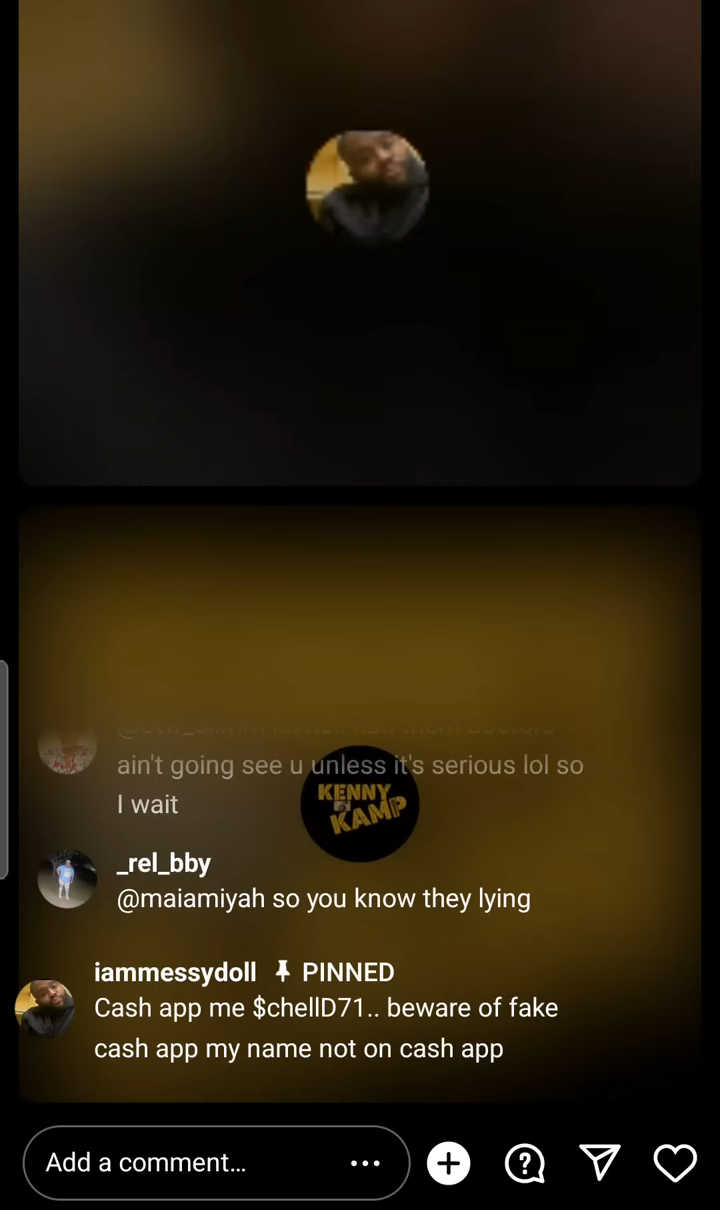 ain't going see u unless it's serious lol so
I wait
KENNY
KAMP
_rel_bby
@maiamiyah so you know they lying
iammessydoll PINNED
Cash app me $chellD71.. beware of fake
cash app my name not on cash app
Add a comment...